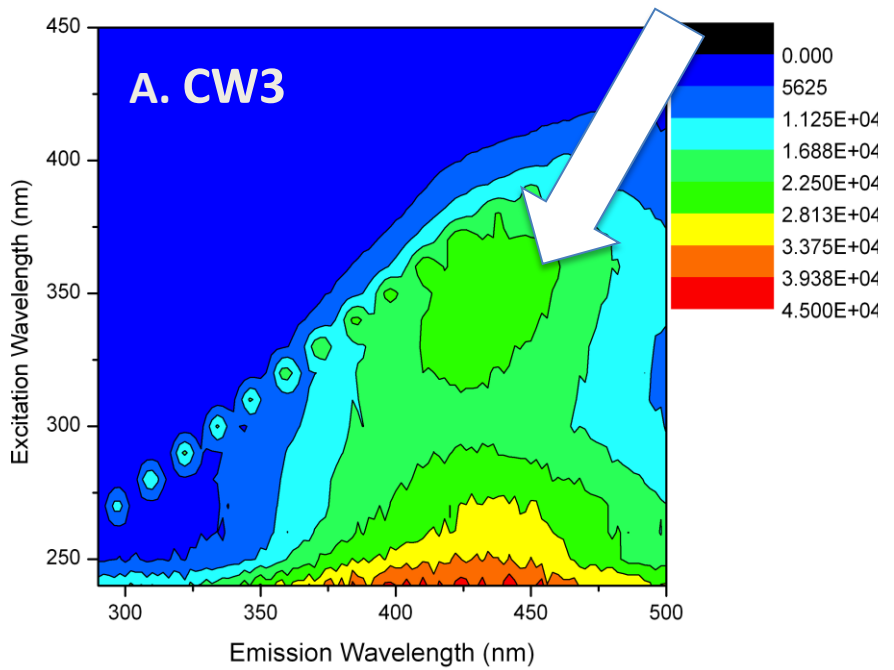 A. CW3
450
400
350
300
250
Excitation Wavelength (nm)
300
350
400
450
500
Emission Wavelength (nm)
0.000
5625
1.125E+04
1.688E+04
2.250E+04
2.813E+04
3.375E+04
3.938E+04
4.500E+04